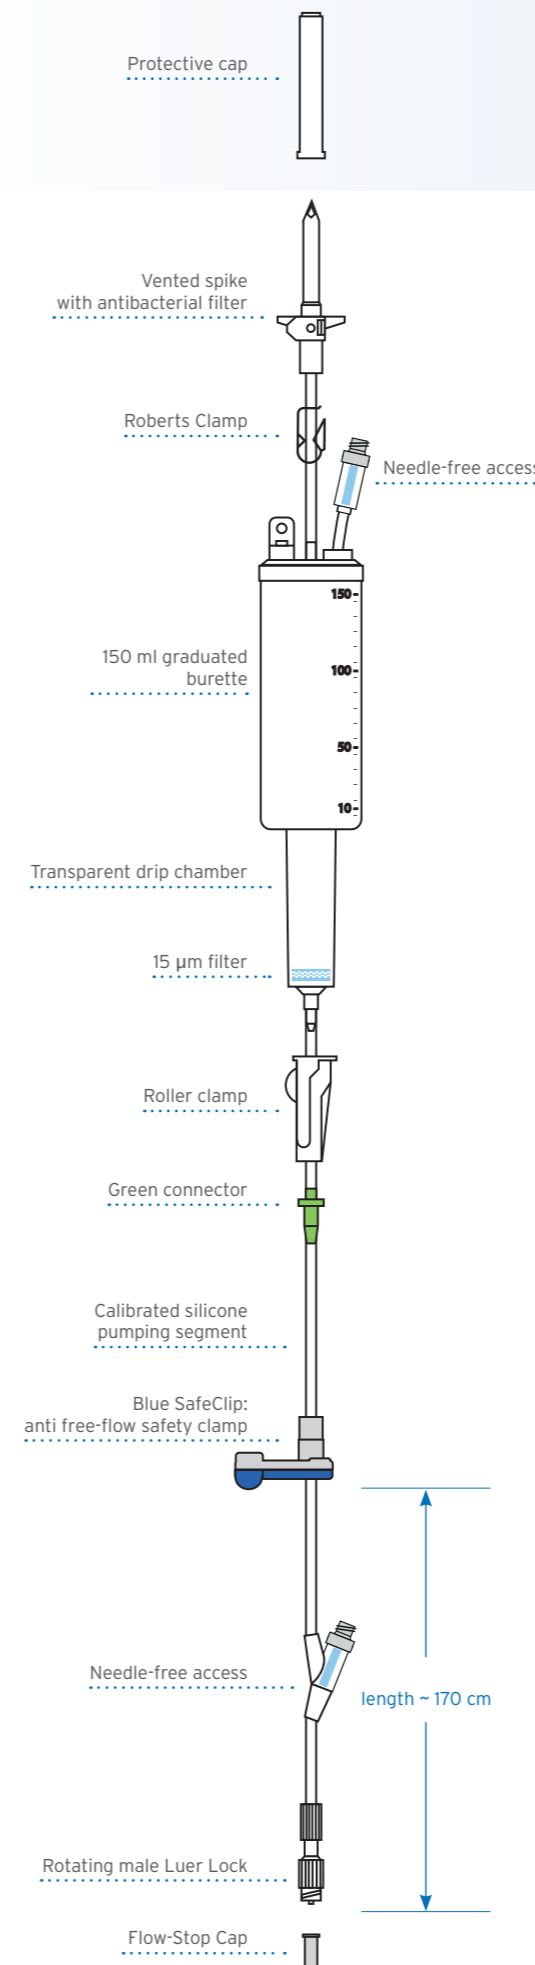 Protective cap
Vented spike
with antibacterial filter
Roberts Clamp
Needle-free access
150 ml graduated
burette
150
100
50
10
Transparent drip chamber
15 µm filter
Roller clamp
Green connector
Calibrated silicone
pumping segment
Blue SafeClip:
anti free-flow safety clamp
Needle-free access
length ~ 170 cm
Rotating male Luer Lock
Flow-Stop Cap